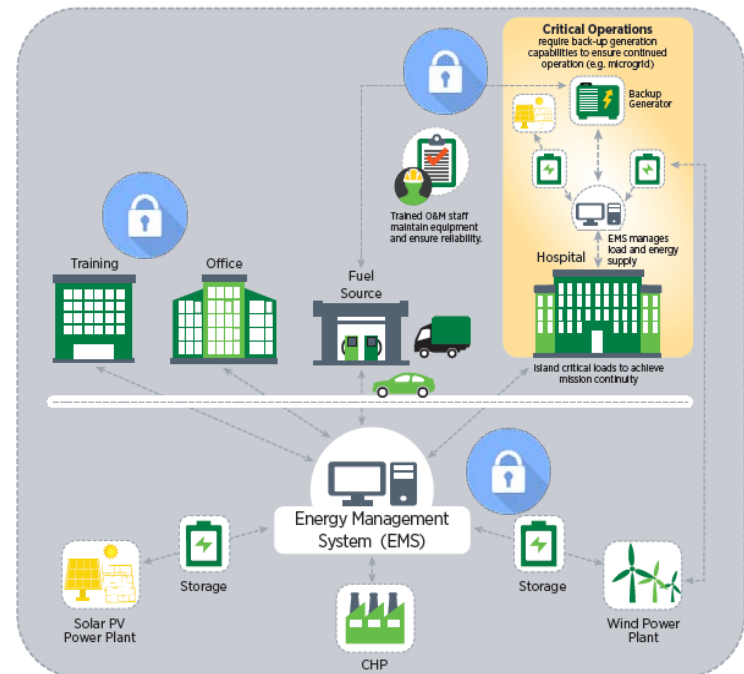 Critical Operations
require back-up generation
capabilities to ensure continued
operation (e.g. microgrid)
Backup
Generator
Trained O&M staff
maintain equipment
and ensure reliability.
EMS manages
load and energy
supply
Training
Office
Fuel
Source
Hospital
Island critical loads to achieve
mission continuity
Energy Management
System (EMS)
Storage
Storage
Solar PV
Power Plant
CHP
Wind Power
Plant